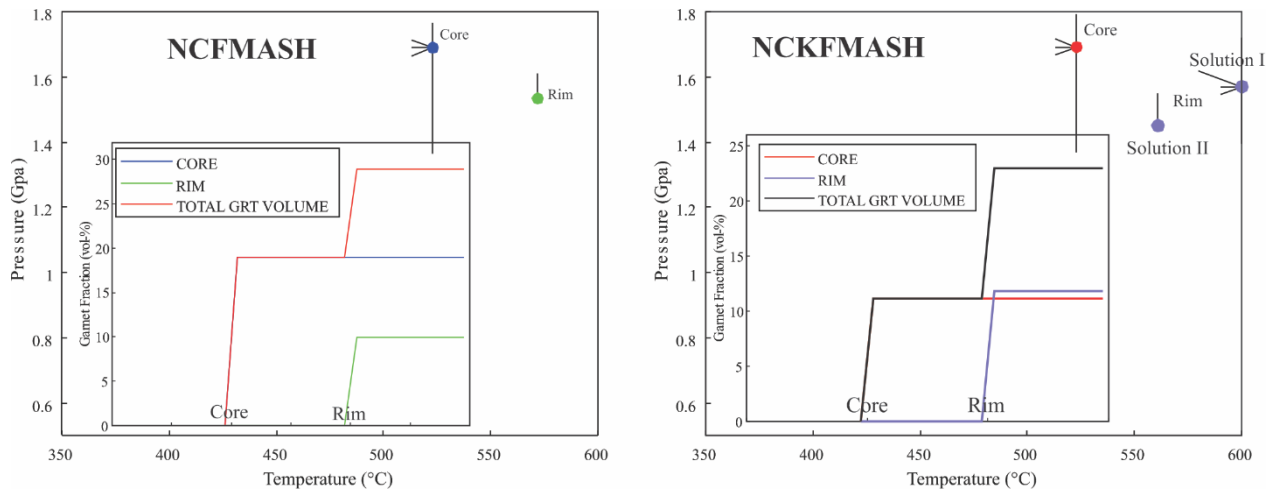 1.8
1.6
1.4
1.2
1
0.8
0.6
Pressure (Gpa)
NCFMASH
Core
Rim
30
25
20
15
10
5
0
Garnet Fraction (vol-%)
CORE
RIM
TOTAL GRT VOLUME
Core
Rim
350
400
450
500
550
600
Temperature (°C)
1.8
1.6
1.4
1.2
1
0.8
0.6
Pressure (Gpa)
NCKFMASH
Core
Solution I
Rim
Solution II
25
20
15
10
5
0
Garnet Fraction (vol-%)
CORE
RIM
TOTAL GRT VOLUME
Core
Rim
350
400
450
500
550
600
Temperature (°C)